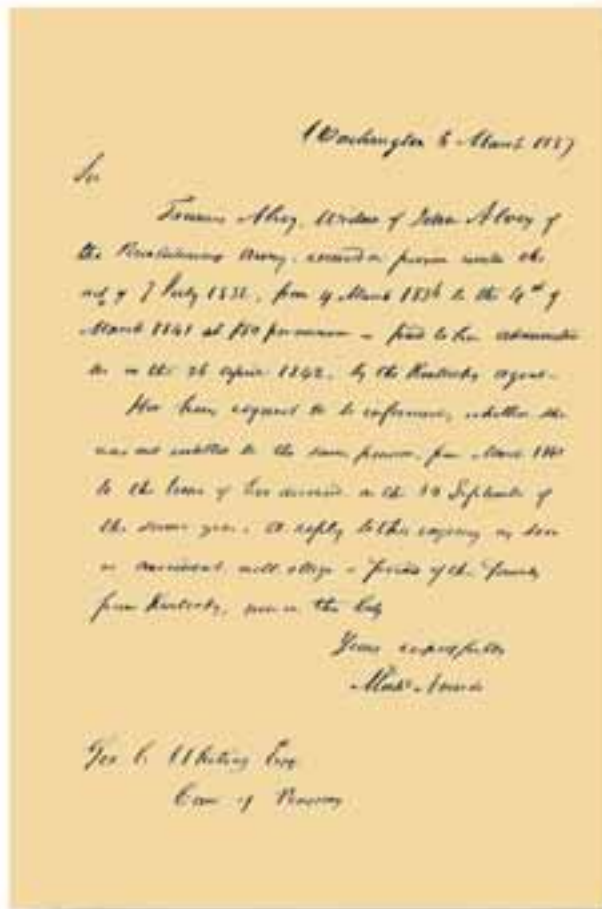 Washington 6 March 1857
Sir
Frances Alvey, Widow of John Alvey of
the Revolutionary Army, received a pension under the
act of 7 July 1838, from 4 March 1836 to the 4th of
March 1841 at $80 per annum - paid to her administrator
on the 26 April 1842, by the Kentucky agent.
Her heirs request to be informed, whether she
was not entitled to the same pension, from March 1841
to the time of her decease on the 10 September of
the same year. A reply to this enquiry as soon
as convenient will oblige a friend of the family
from Kentucky, now in the City
Yours respectfully
Geo C. Whiting Esq
Com of Pensions